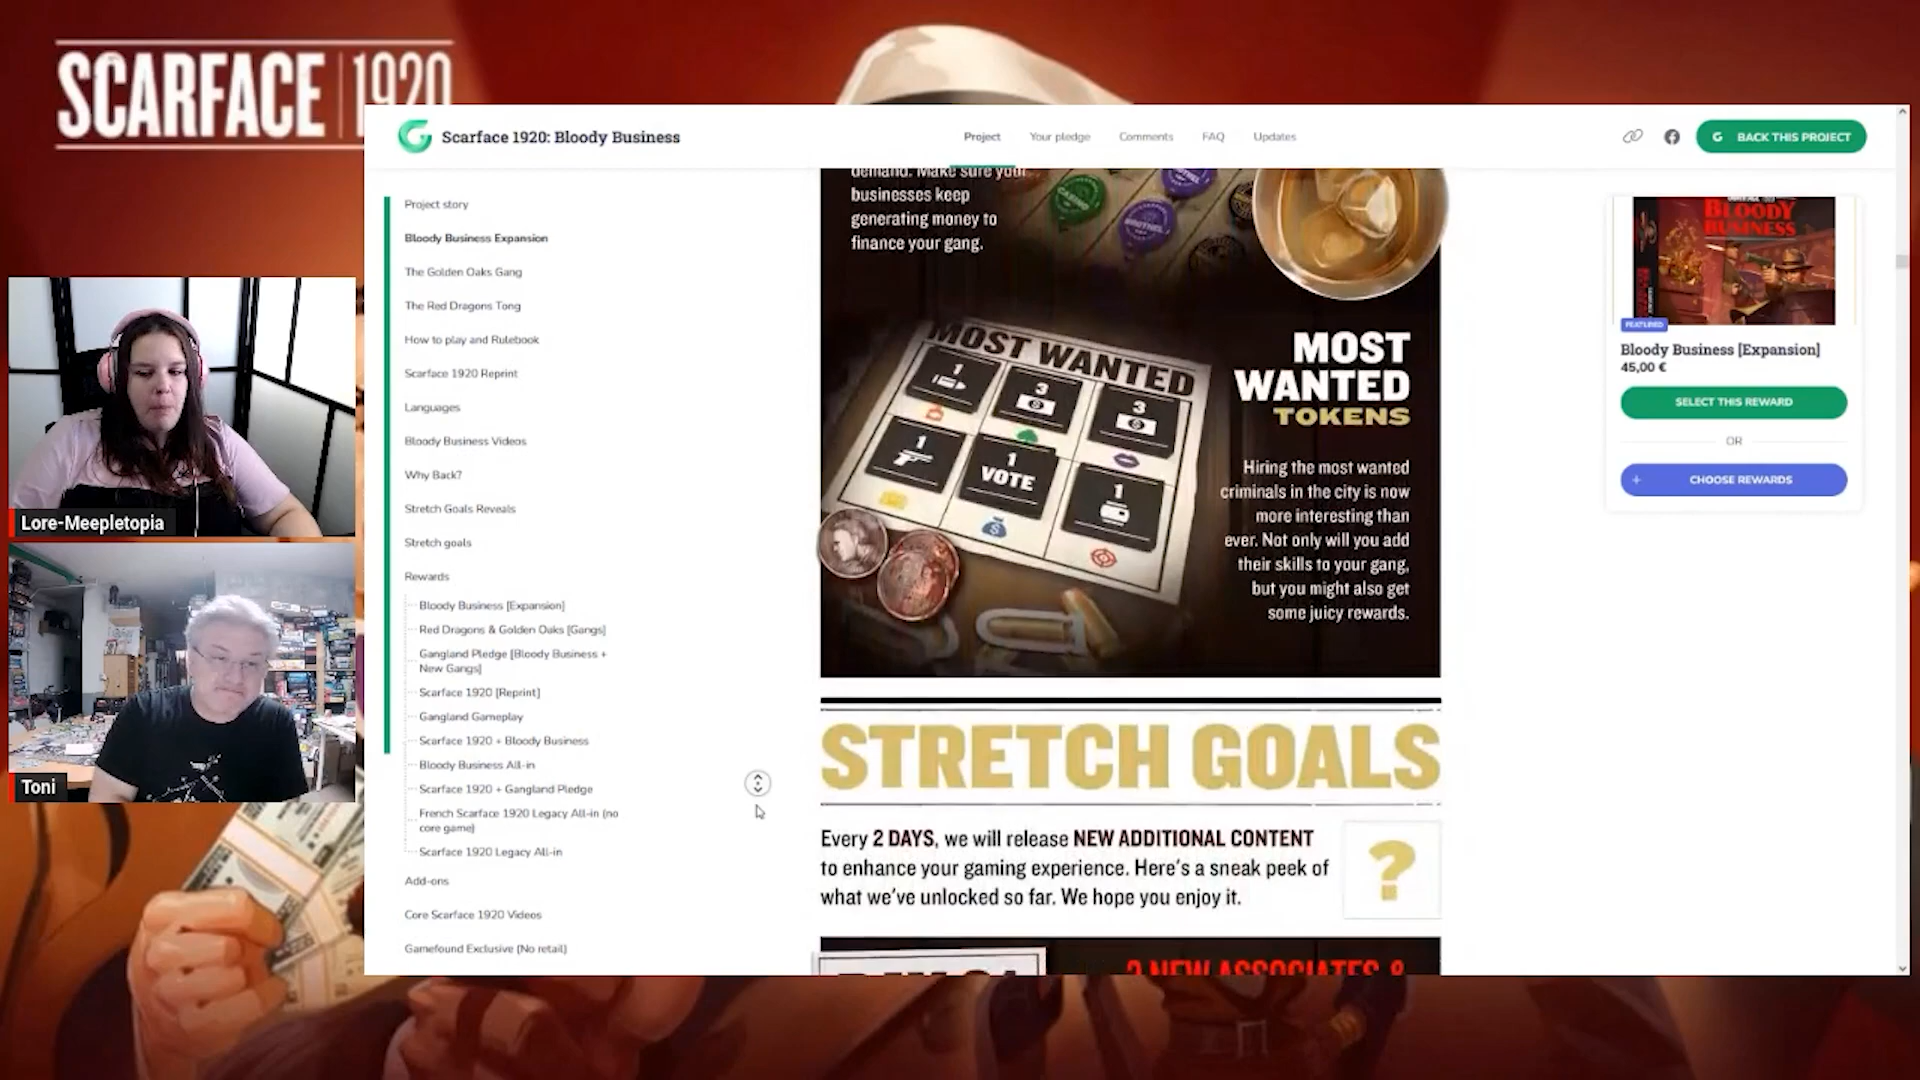 SCARFACE 1920
Scarface 1920: Bloody Business
Project
Your pledge
Comments
FAQ
Updates
BACK THIS PROJECT
Project story
Bloody Business Expansion
The Golden Oaks Gang
The Red Dragons Tong
How to play and Rulebook
Scarface 1920 Reprint
Languages
Bloody Business Videos
Why Back?
Stretch Goals Reveals
Stretch goals
Rewards
Bloody Business [Expansion]
Red Dragons & Golden Oaks [Gangs]
Gangland Pledge [Bloody Business +
New Gangs]
Scarface 1920 [Reprint]
Gangland Gameplay
Scarface 1920 + Bloody Business
Bloody Business All-in
Scarface 1920 + Gangland Pledge
French Scarface 1920 Legacy All-in (no
core game)
Scarface 1920 Legacy All-in
Add-ons
Core Scarface 1920 Videos
Gamefound Exclusive (No retail)
demand. Make sure your
businesses keep
generating money to
finance your gang.
MOST WANTED
1
3
3
1
1
VOTE
1
MOST
WANTED
TOKENS
Hiring the most wanted
criminals in the city is now
more interesting than
ever. Not only will you add
their skills to your gang,
but you might also get
some juicy rewards.
STRETCH GOALS
Every 2 DAYS, we will release NEW ADDITIONAL CONTENT
to enhance your gaming experience. Here's a sneak peek of
what we've unlocked so far. We hope you enjoy it.
?
2 NEW ASSOCIATES &
BLOODY
BUSINESS
FEATURED
Bloody Business [Expansion]
45,00 €
SELECT THIS REWARD
OR
+ CHOOSE REWARDS
Lore-Meepletopia
Toni